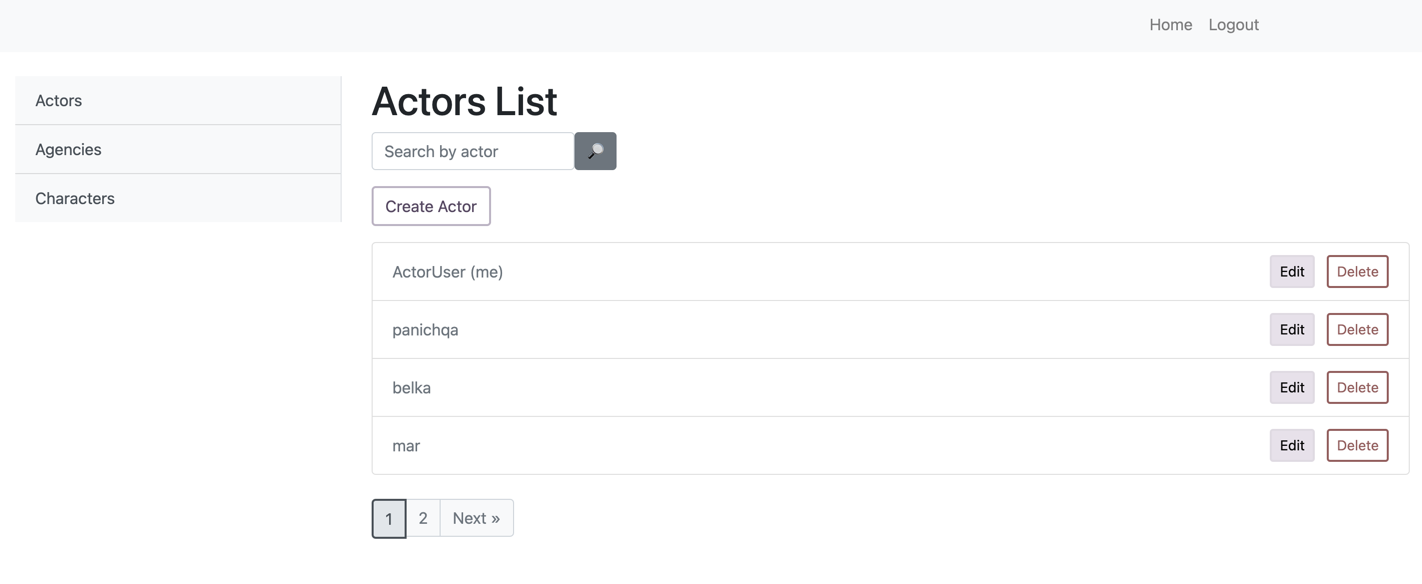 Home Logout
Actors
Agencies
Characters
Actors List
Search by actor
Create Actor
ActorUser (me) Edit Delete
panichqa Edit Delete
belka Edit Delete
mar Edit Delete
1 2 Next »